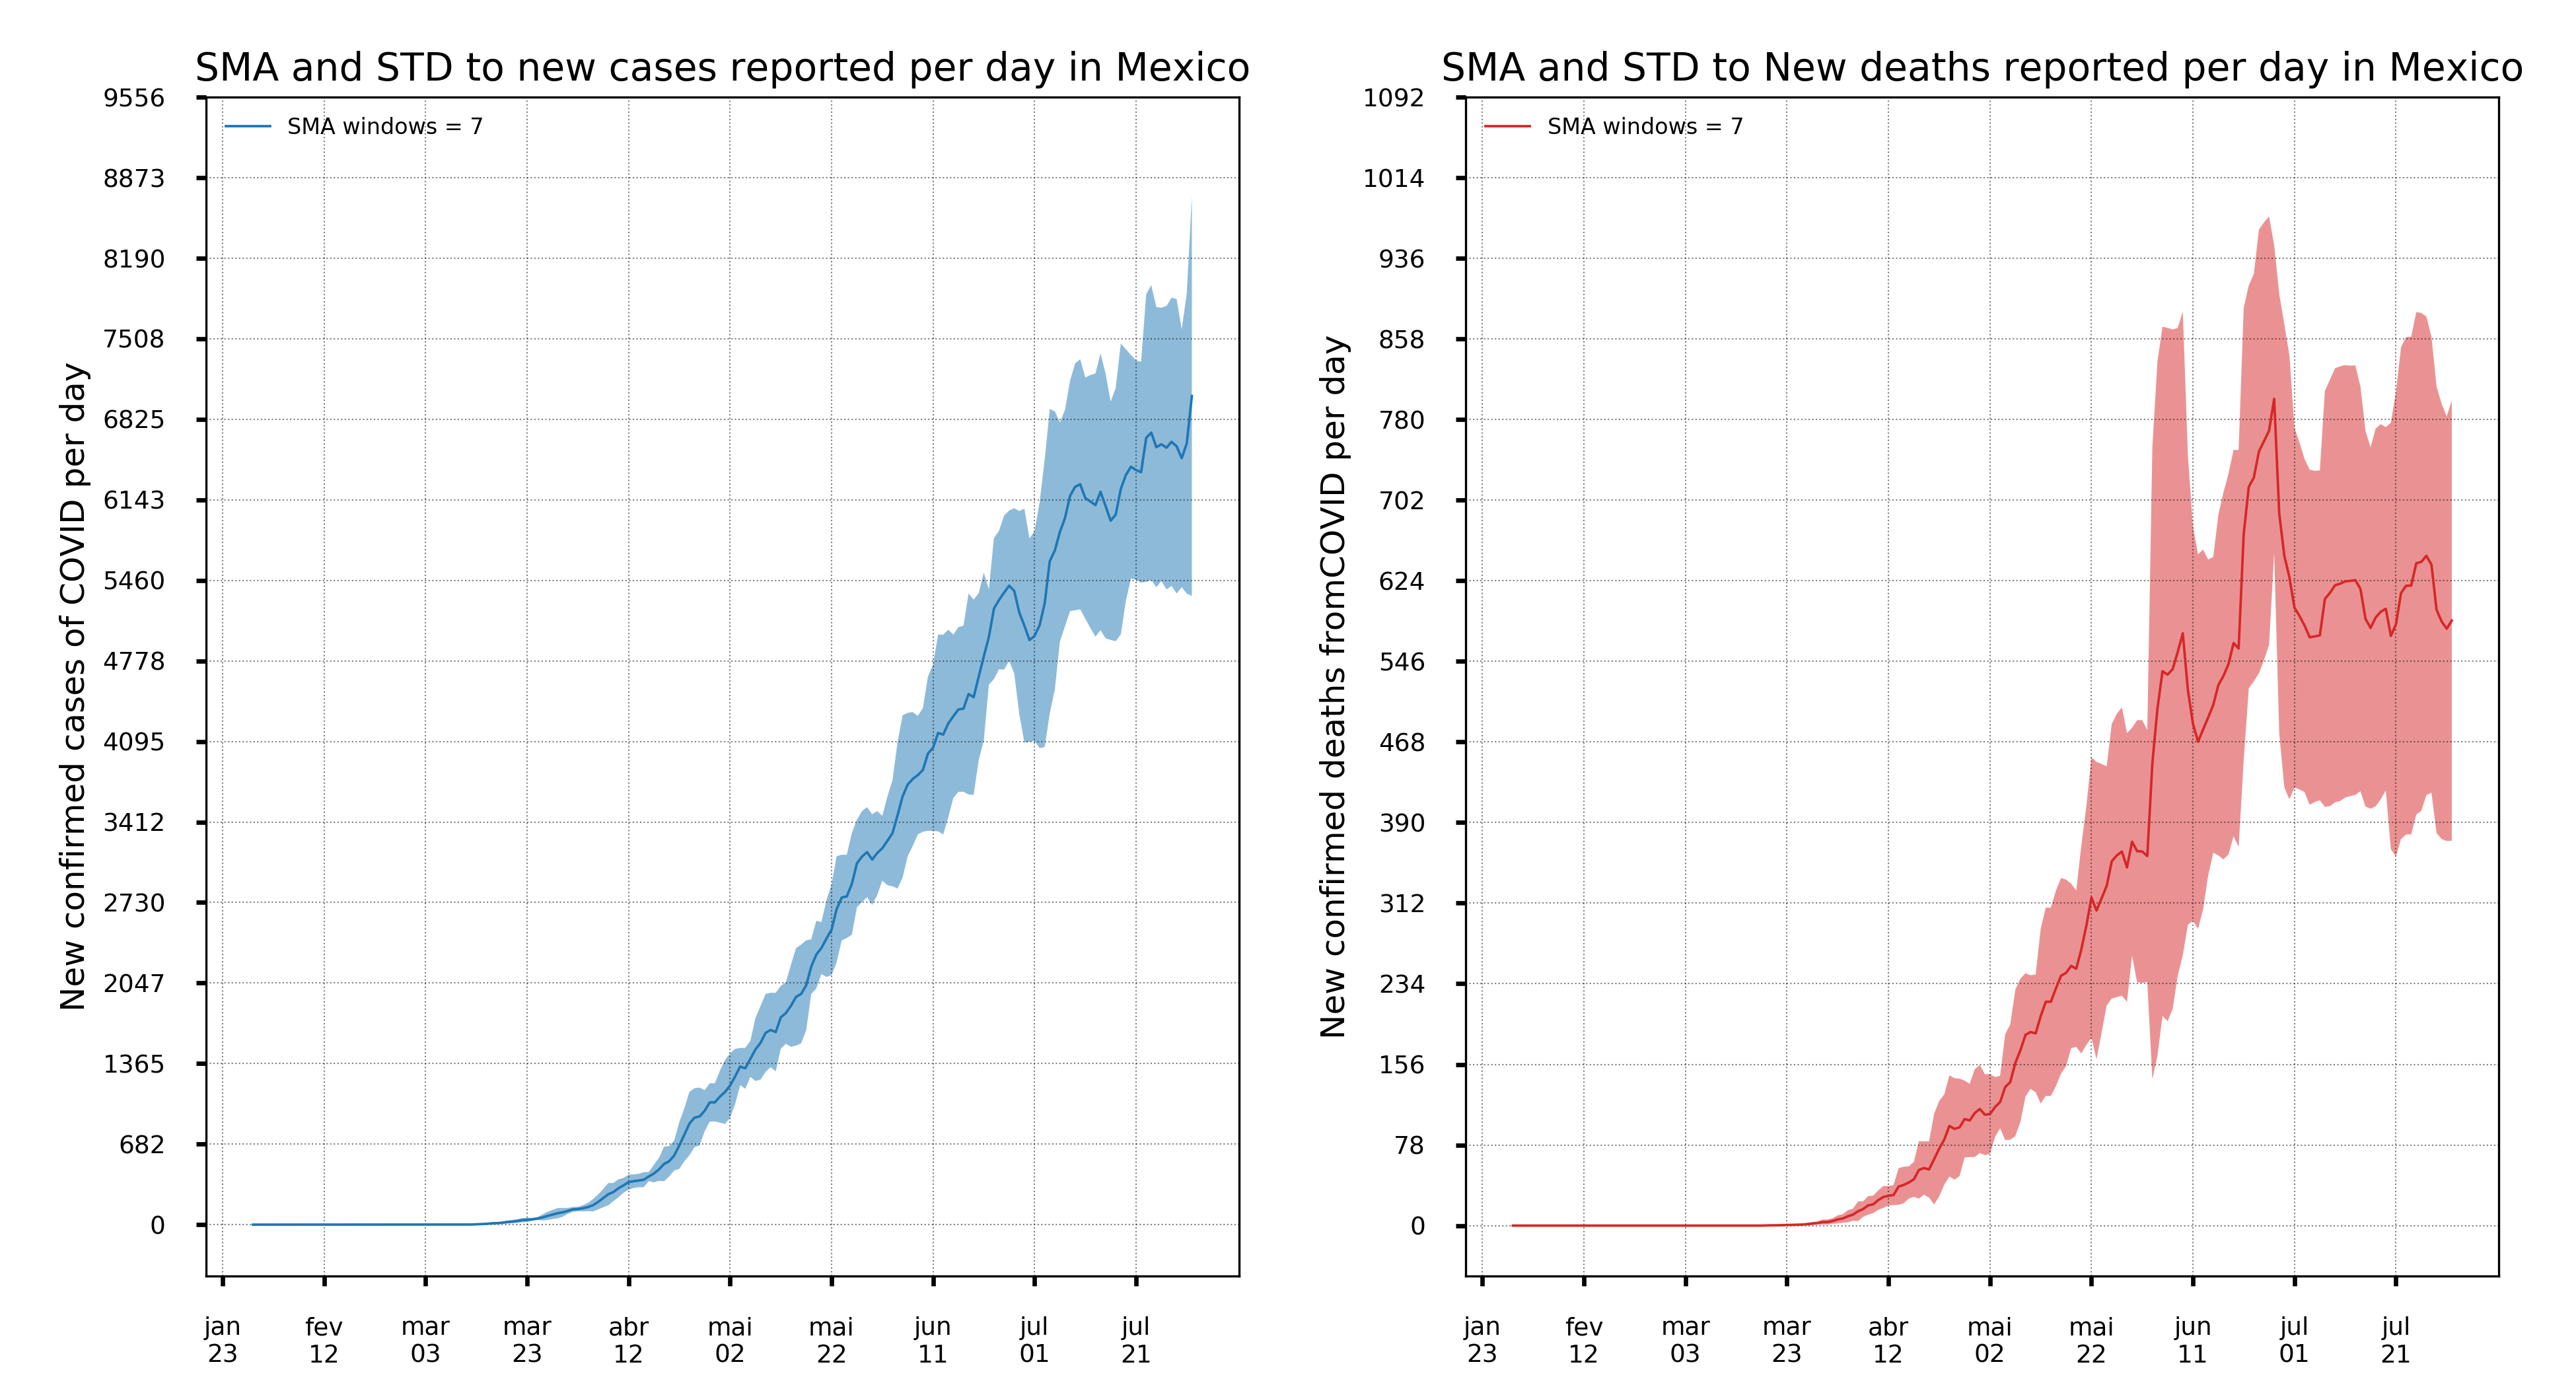 SMA and STD to new cases reported per day in Mexico
SMA windows = 7
New confirmed cases of COVID per day
9556
8873
8190
7508
6825
6143
5460
4778
4095
3412
2730
2047
1365
682
0
jan 23
fev 12
mar 03
mar 23
abr 12
mai 02
mai 22
jun 11
jul 01
jul 21
SMA and STD to New deaths reported per day in Mexico
SMA windows = 7
New confirmed deaths fromCOVID per day
1092
1014
936
858
780
702
624
546
468
390
312
234
156
78
0
jan 23
fev 12
mar 03
mar 23
abr 12
mai 02
mai 22
jun 11
jul 01
jul 21